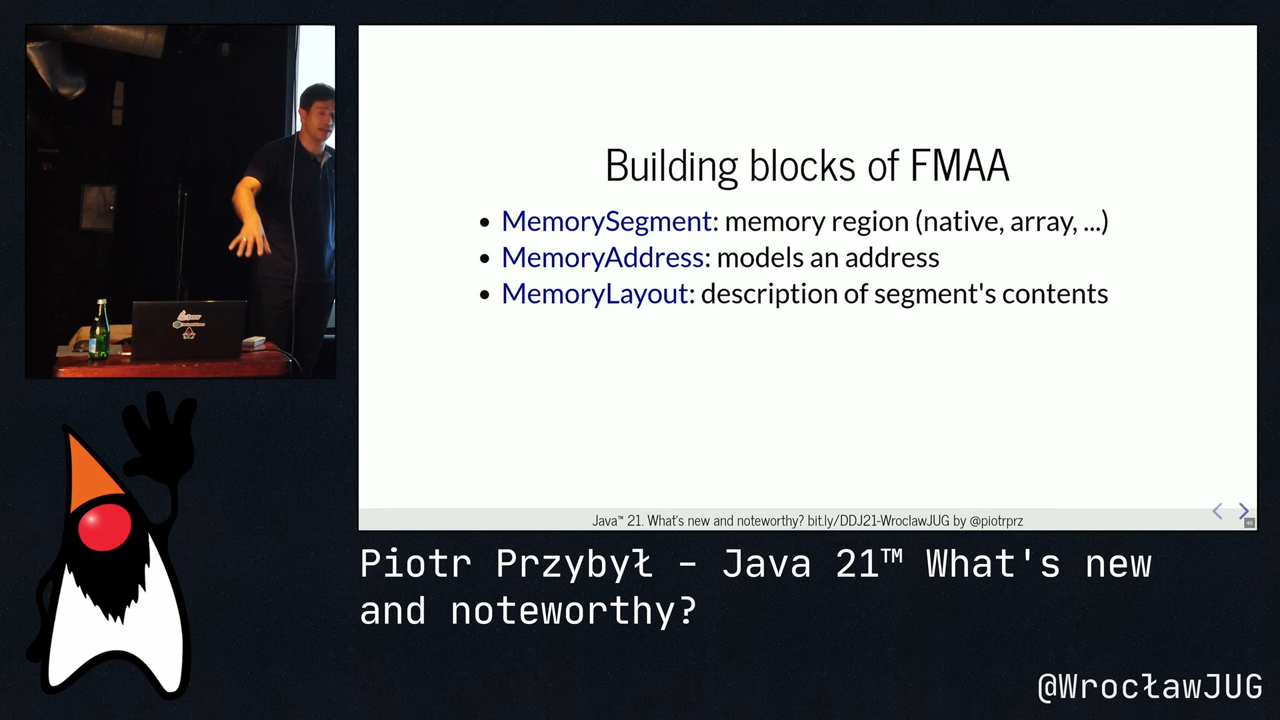 Building blocks of FMAA
• MemorySegment: memory region (native, array, ...)
• MemoryAddress: models an address
• MemoryLayout: description of segment's contents
Java™ 21. What's new and noteworthy? bit.ly/DDJ21-WroclawJUG by @piotrprz
Piotr Przybył – Java 21™ What's new
and noteworthy?
@WrocławJUG